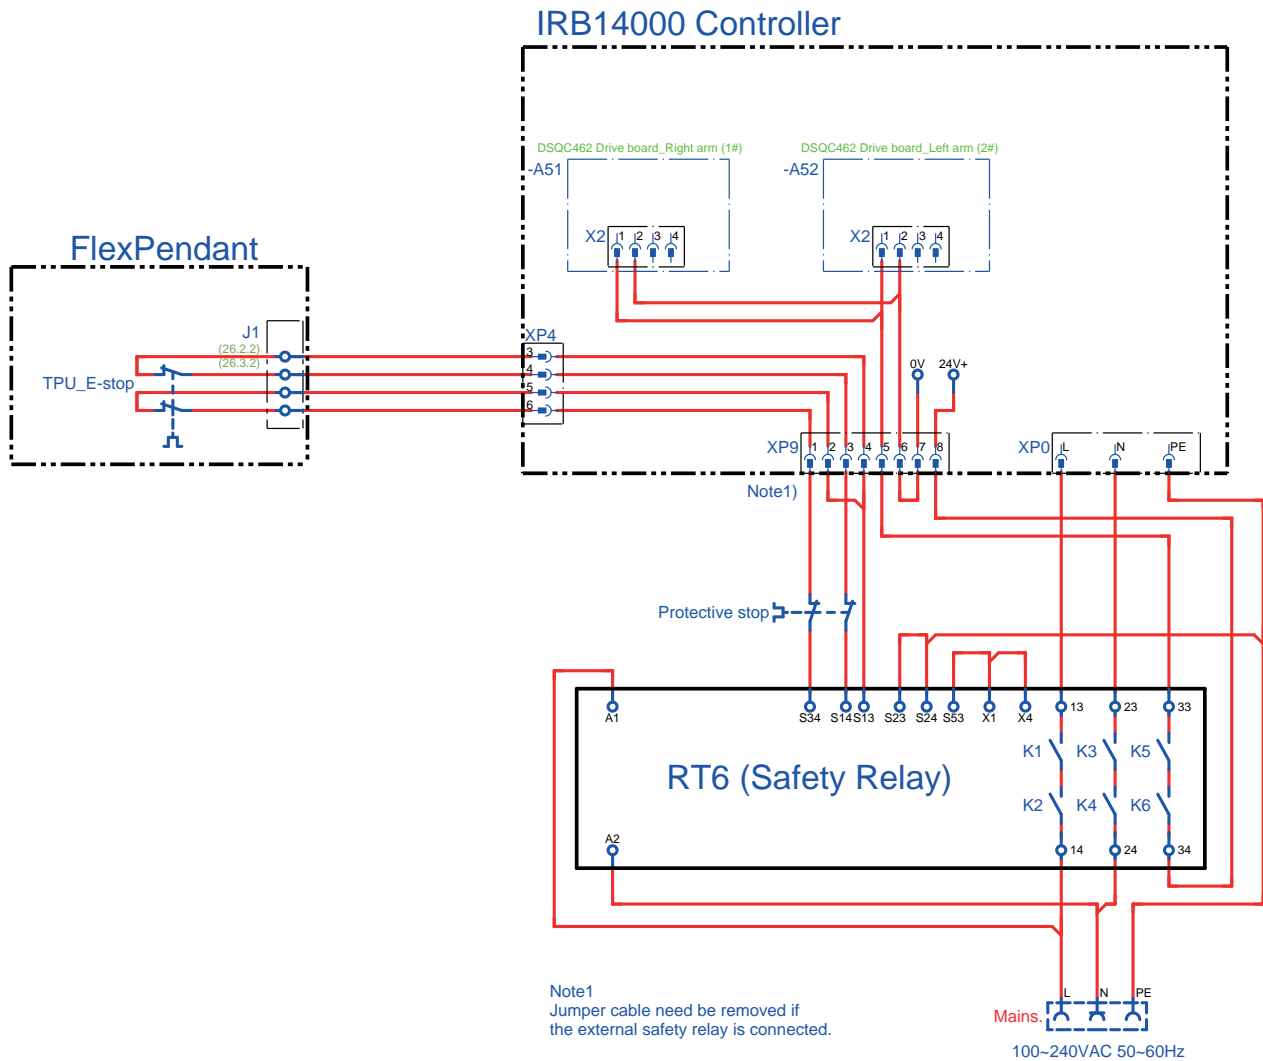 IRB14000 Controller
DSQC462 Drive board_Right arm (1#)
DSQC462 Drive board_Left arm (2#)
-A51
-A52
X2 1 2 3 4
X2 1 2 3 4
FlexPendant
J1
(26.2.2)
(26.3.2)
TPU_E-stop
XP4
3
4
5
6
0V 24V+
XP9 1 2 3 4 5 6 7 8
XP0 L N PE
Note1)
Protective stop
A1 S34 S14 S13 S23 S24 S53 X1 X4 13 23 33
K1 K3 K5
RT6 (Safety Relay)
K2 K4 K6
A2 14 24 34
Note1
Jumper cable need be removed if
the external safety relay is connected.
L N PE
Mains.
100~240VAC 50~60Hz